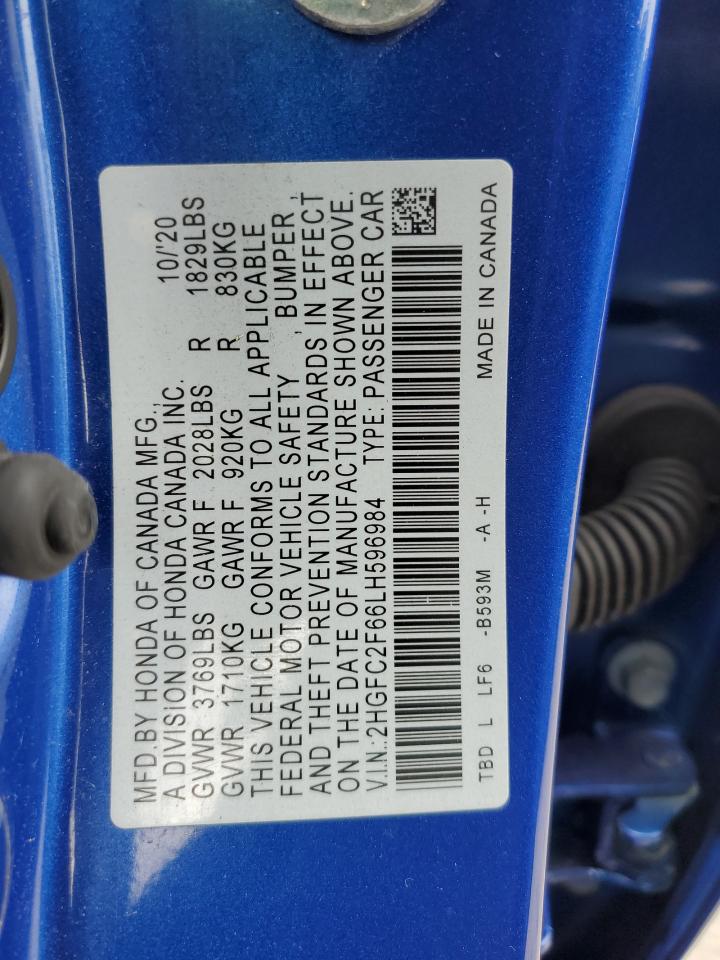 MFD.BY HONDA OF CANADA MFG.,
A DIVISION OF HONDA CANADA INC. 10/'20
GVWR 3769LBS GAWR F 2028LBS R 1829LBS
GVWR 1710KG GAWR F 920KG R 830KG
THIS VEHICLE CONFORMS TO ALL APPLICABLE
FEDERAL MOTOR VEHICLE SAFETY , BUMPER ,
AND THEFT PREVENTION STANDARDS IN EFFECT
ON THE DATE OF MANUFACTURE SHOWN ABOVE.
V.I.N.:2HGFC2F66LH596984 TYPE: PASSENGER CAR
TBD L LF6 -B593M -A -H MADE IN CANADA